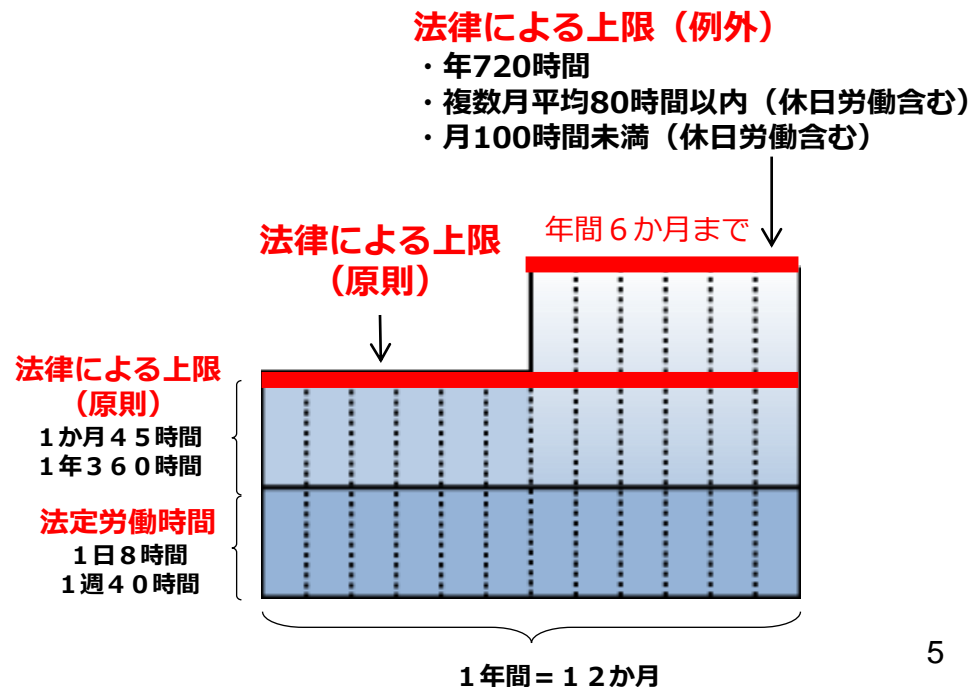 法律による上限（例外）
・年720時間
・複数月平均80時間以内（休日労働含む）
・月100時間未満（休日労働含む）
年間６か月まで
法律による上限
（原則）
法律による上限
（原則）
１か月４５時間
１年３６０時間
法定労働時間
１日８時間
１週４０時間
１年間＝１２か月
5